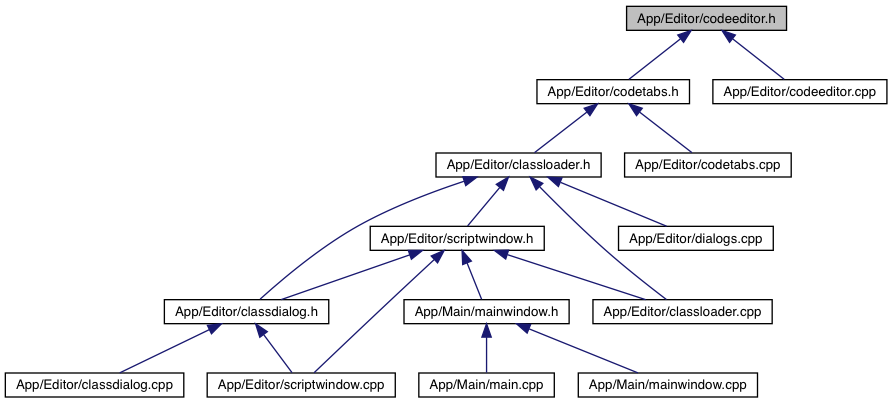 App/Editor/codeeditor.h
App/Editor/codetabs.h
App/Editor/codeeditor.cpp
App/Editor/classloader.h
App/Editor/codetabs.cpp
App/Editor/scriptwindow.h
App/Editor/dialogs.cpp
App/Editor/classdialog.h
App/Main/mainwindow.h
App/Editor/classloader.cpp
App/Editor/classdialog.cpp
App/Editor/scriptwindow.cpp
App/Main/main.cpp
App/Main/mainwindow.cpp